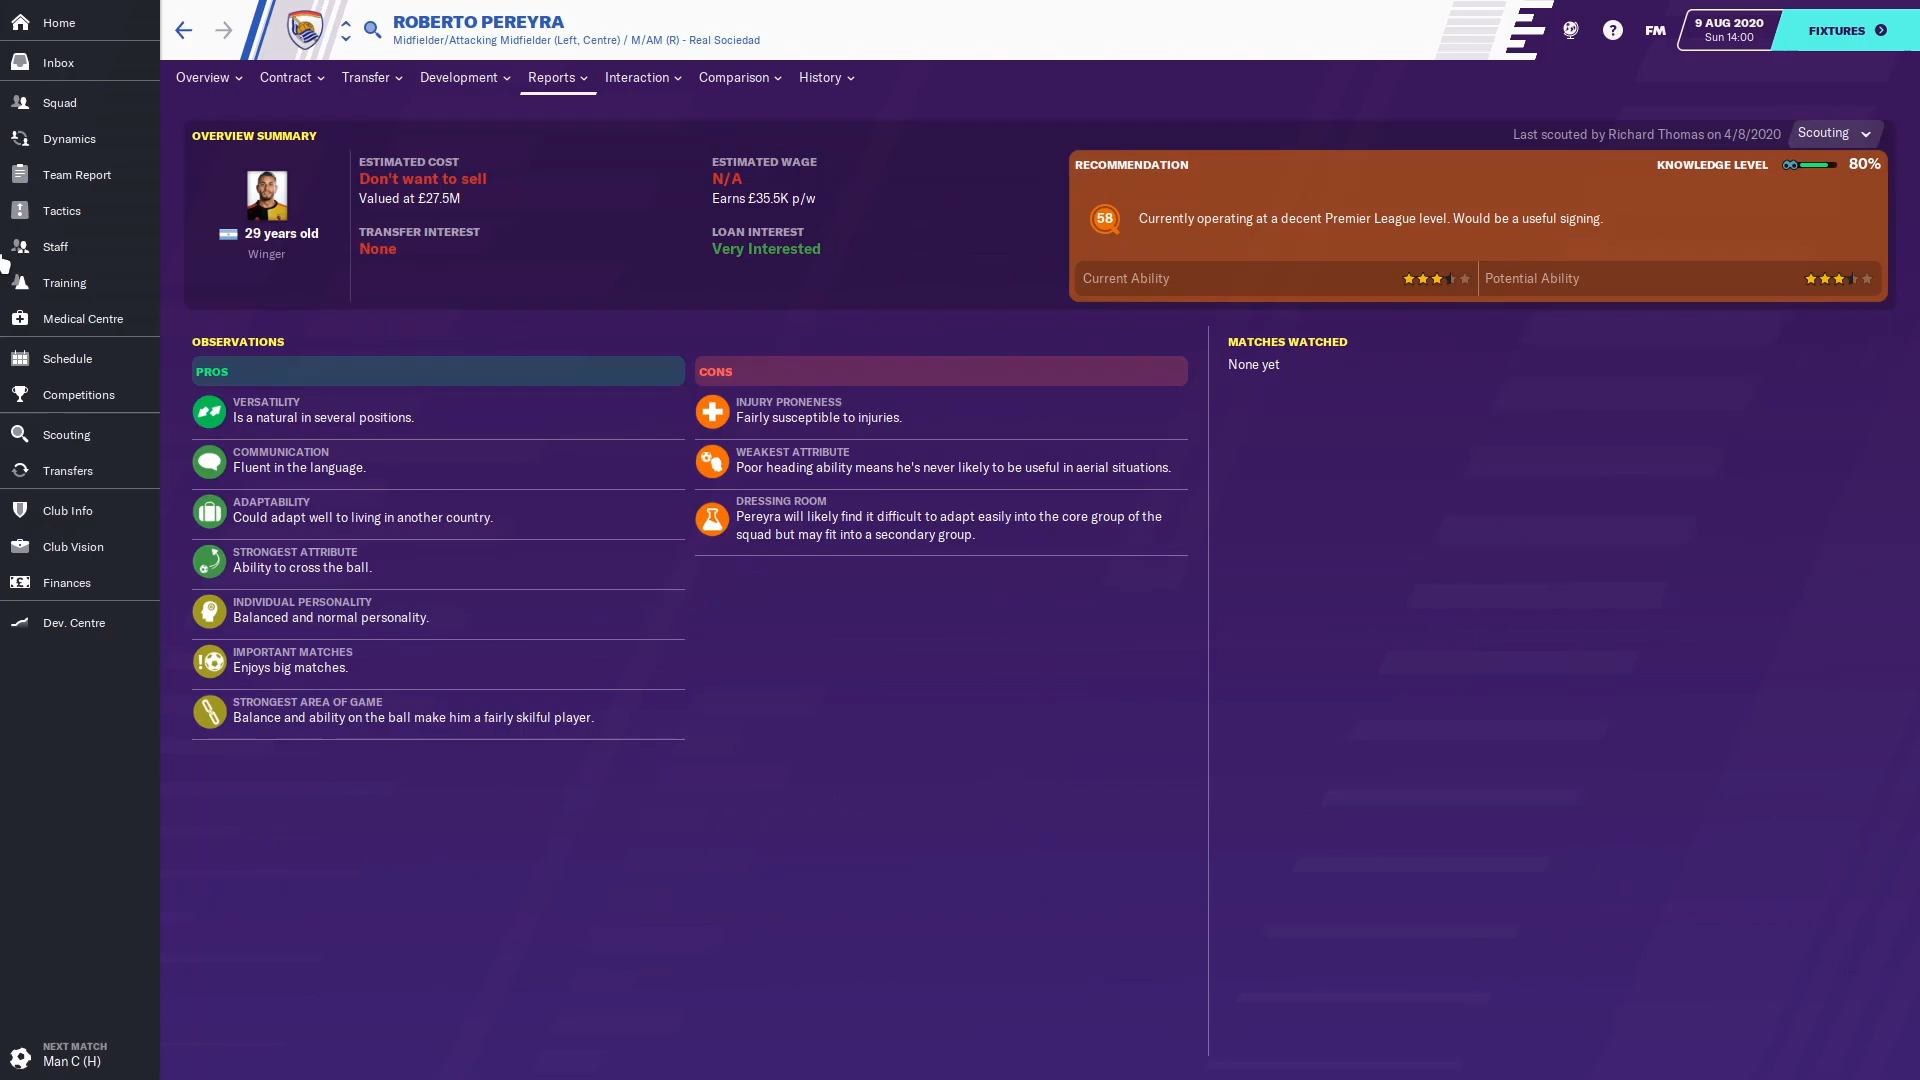 Home
Inbox
Squad
Dynamics
Team Report
Tactics
Staff
Training
Medical Centre
Schedule
Competitions
Scouting
Transfers
Club Info
Club Vision
Finances
Dev. Centre
NEXT MATCH
Man C (H)
ROBERTO PEREYRA
Midfielder/Attacking Midfielder (Left, Centre) / M/AM (R) - Real Sociedad
? FM
9 AUG 2020
Sun 14:00
FIXTURES
Overview Contract Transfer Development Reports Interaction Comparison History
OVERVIEW SUMMARY
Last scouted by Richard Thomas on 4/8/2020 Scouting
29 years old
Winger
ESTIMATED COST
Don't want to sell
Valued at £27.5M
TRANSFER INTEREST
None
ESTIMATED WAGE
N/A
Earns £35.5K p/w
LOAN INTEREST
Very Interested
RECOMMENDATION
KNOWLEDGE LEVEL 80%
58 Currently operating at a decent Premier League level. Would be a useful signing.
Current Ability
Potential Ability
OBSERVATIONS
PROS
VERSATILITY
Is a natural in several positions.
COMMUNICATION
Fluent in the language.
ADAPTABILITY
Could adapt well to living in another country.
STRONGEST ATTRIBUTE
Ability to cross the ball.
INDIVIDUAL PERSONALITY
Balanced and normal personality.
IMPORTANT MATCHES
Enjoys big matches.
STRONGEST AREA OF GAME
Balance and ability on the ball make him a fairly skilful player.
CONS
INJURY PRONENESS
Fairly susceptible to injuries.
WEAKEST ATTRIBUTE
Poor heading ability means he's never likely to be useful in aerial situations.
DRESSING ROOM
Pereyra will likely find it difficult to adapt easily into the core group of the
squad but may fit into a secondary group.
MATCHES WATCHED
None yet